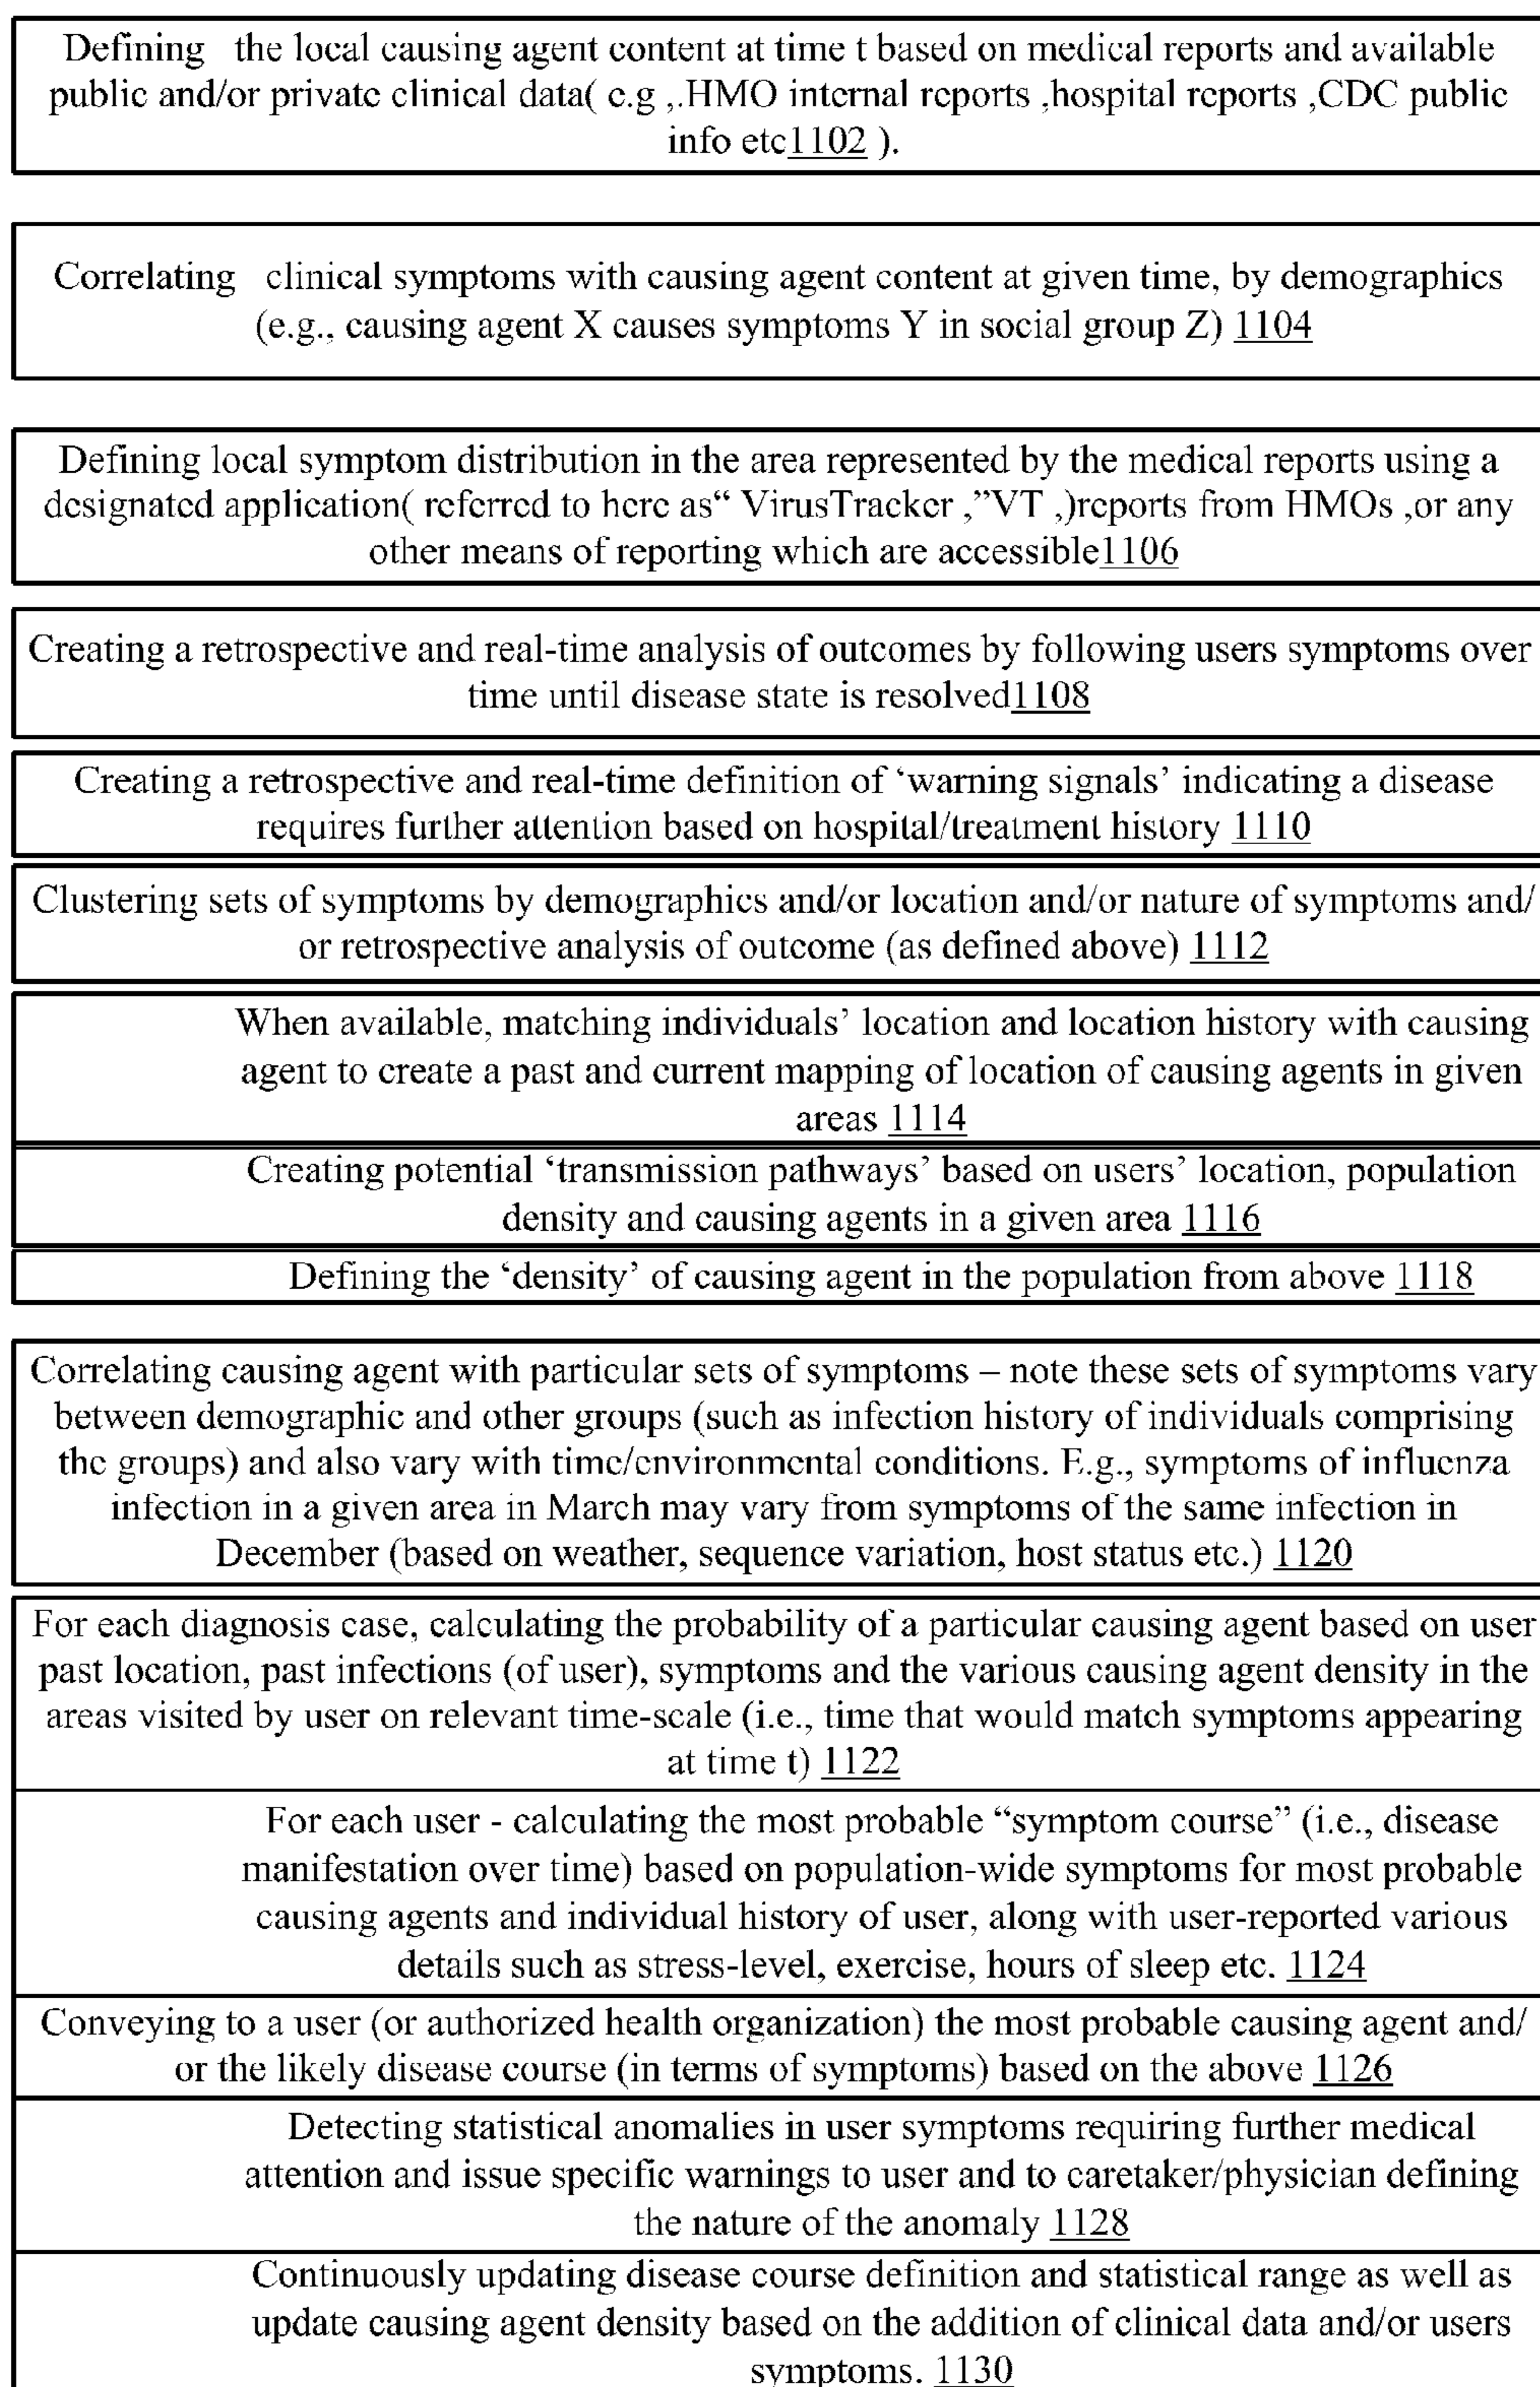 Defining the local causing agent content at time t based on medical reports and available
public and/or private clinical data( e.g ,.HMO internal reports ,hospital reports ,CDC public
info etc1102 ).
Correlating clinical symptoms with causing agent content at given time, by demographics
(e.g., causing agent X causes symptoms Y in social group Z) 1104
Defining local symptom distribution in the area represented by the medical reports using a
designated application( referred to here as“ VirusTracker ,”VT ,)reports from HMOs ,or any
other means of reporting which are accessible1106
Creating a retrospective and real-time analysis of outcomes by following users symptoms over
time until disease state is resolved1108
Creating a retrospective and real-time definition of ‘warning signals’ indicating a disease
requires further attention based on hospital/treatment history 1110
Clustering sets of symptoms by demographics and/or location and/or nature of symptoms and/
or retrospective analysis of outcome (as defined above) 1112
When available, matching individuals’ location and location history with causing
agent to create a past and current mapping of location of causing agents in given
areas 1114
Creating potential ‘transmission pathways’ based on users’ location, population
density and causing agents in a given area 1116
Defining the ‘density’ of causing agent in the population from above 1118
Correlating causing agent with particular sets of symptoms – note these sets of symptoms vary
between demographic and other groups (such as infection history of individuals comprising
the groups) and also vary with time/environmental conditions. E.g., symptoms of influenza
infection in a given area in March may vary from symptoms of the same infection in
December (based on weather, sequence variation, host status etc.) 1120
For each diagnosis case, calculating the probability of a particular causing agent based on user
past location, past infections (of user), symptoms and the various causing agent density in the
areas visited by user on relevant time-scale (i.e., time that would match symptoms appearing
at time t) 1122
For each user - calculating the most probable “symptom course” (i.e., disease
manifestation over time) based on population-wide symptoms for most probable
causing agents and individual history of user, along with user-reported various
details such as stress-level, exercise, hours of sleep etc. 1124
Conveying to a user (or authorized health organization) the most probable causing agent and/
or the likely disease course (in terms of symptoms) based on the above 1126
Detecting statistical anomalies in user symptoms requiring further medical
attention and issue specific warnings to user and to caretaker/physician defining
the nature of the anomaly 1128
Continuously updating disease course definition and statistical range as well as
update causing agent density based on the addition of clinical data and/or users
symptoms. 1130